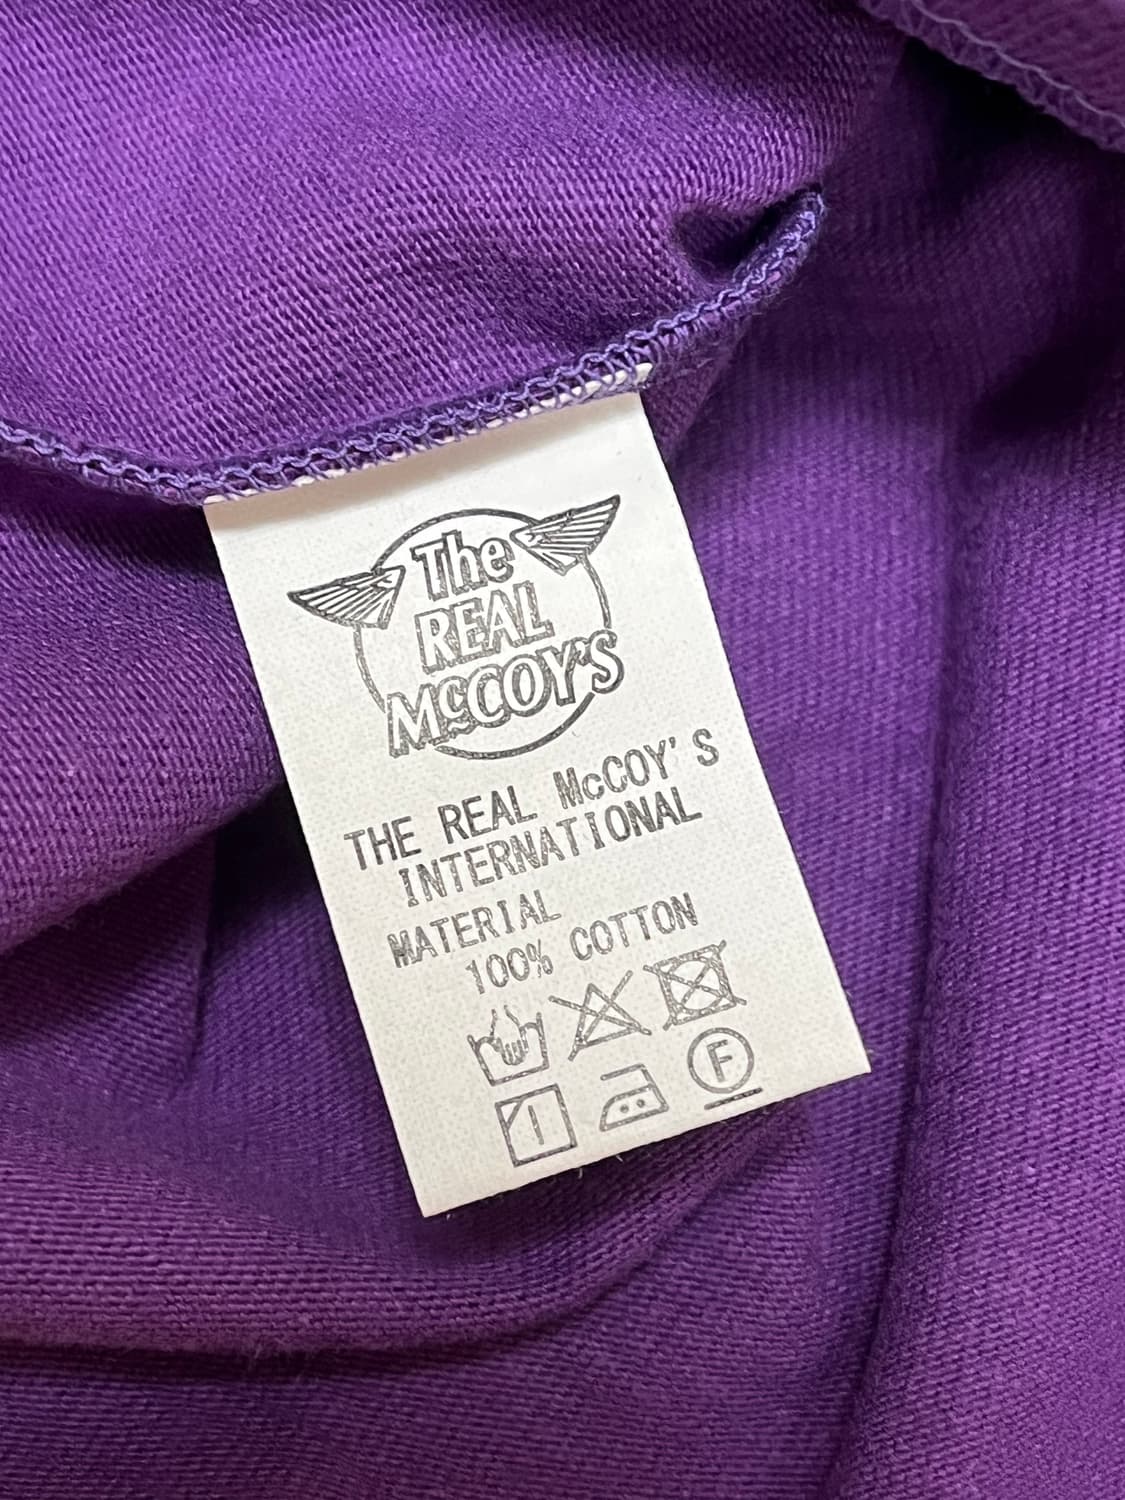 The
REAL
McCOY'S
THE REAL McCOY'S
INTERNATIONAL
MATERIAL
100% COTTON
F